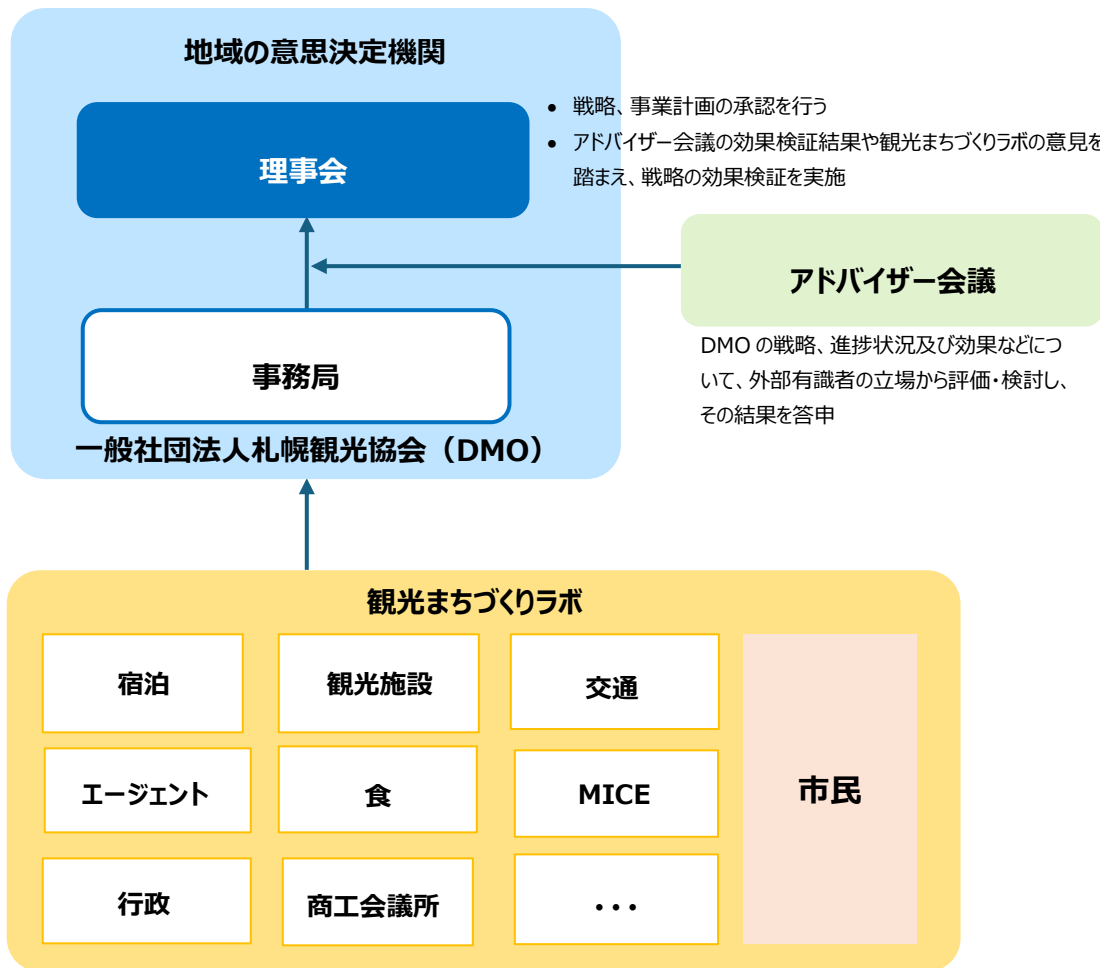 地域の意思決定機関
理事会
• 戦略、事業計画の承認を行う
• アドバイザー会議の効果検証結果や観光まちづくりラボの意見を
踏まえ、戦略の効果検証を実施
アドバイザー会議
DMO の戦略、進捗状況及び効果などにつ
いて、外部有識者の立場から評価・検討し、
その結果を答申
事務局
一般社団法人札幌観光協会（DMO）
観光まちづくりラボ
宿泊
観光施設
交通
エージェント
食
MICE
市民
行政
商工会議所
・・・